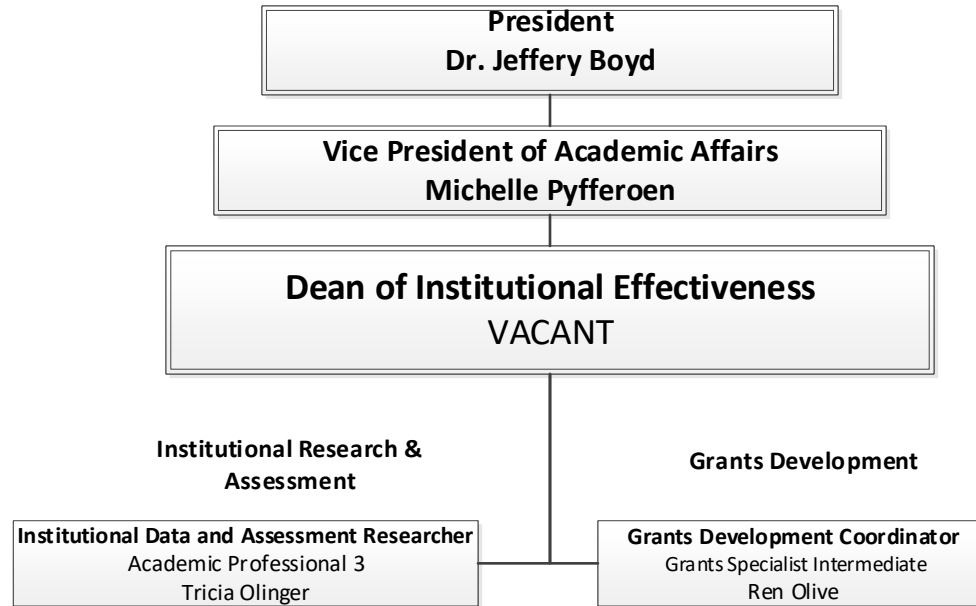 President
Dr. Jeffery Boyd
Vice President of Academic Affairs
Michelle Pyfferoen
Dean of Institutional Effectiveness
VACANT
Institutional Research &
Assessment
Grants Development
Institutional Data and Assessment Researcher
Academic Professional 3
Tricia Olinger
Grants Development Coordinator
Grants Specialist Intermediate
Ren Olive